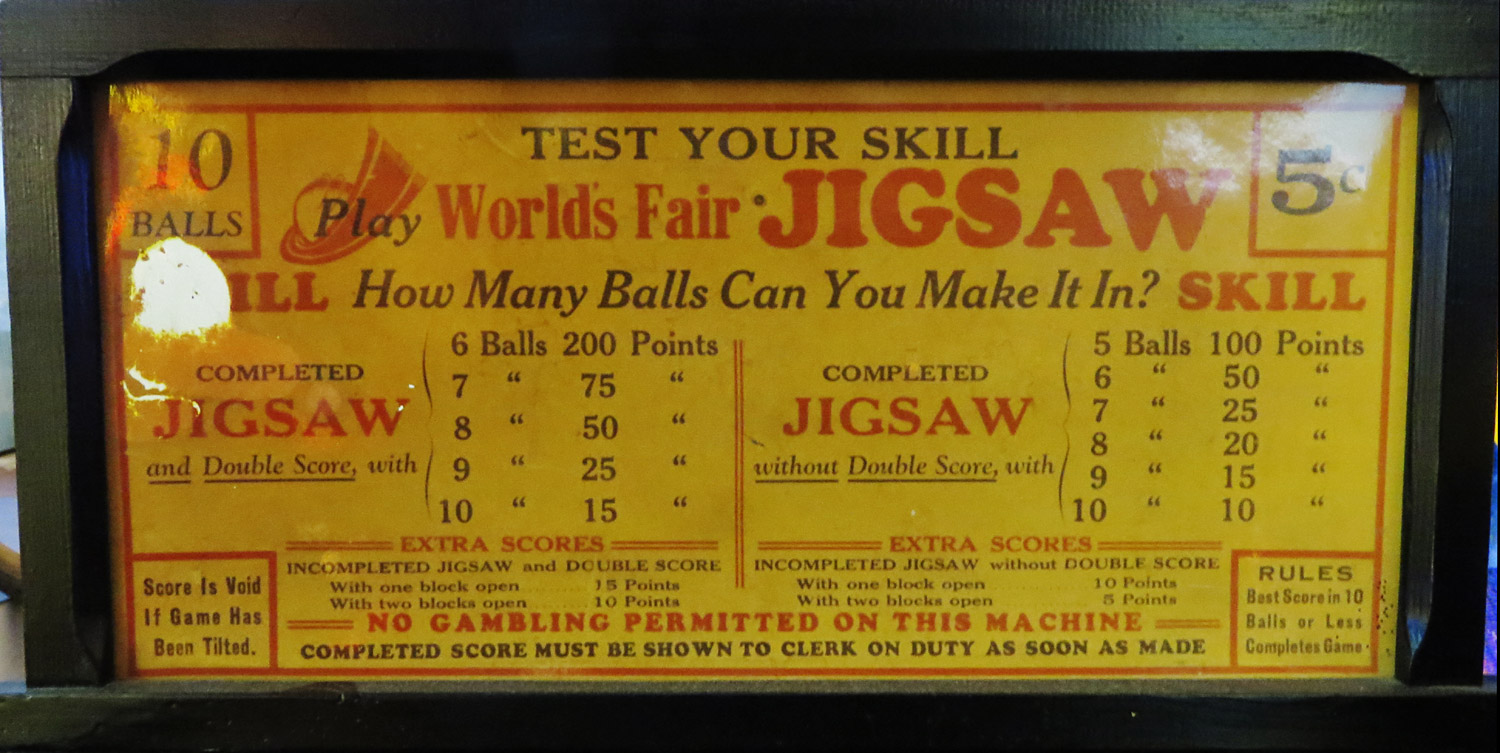 10
BALLS
TEST YOUR SKILL
Play World's Fair JIGSAW
5c
How Many Balls Can You Make It In? SKILL
COMPLETED
JIGSAW
and Double Score, with
6 Balls 200 Points
7 “ 75 “
8 “ 50 “
9 “ 25 “
10 “ 15 “
COMPLETED
JIGSAW
without Double Score, with
5 Balls 100 Points
6 “ 50 “
7 “ 25 “
8 “ 20 “
9 “ 15 “
10 “ 10 “
EXTRA SCORES
INCOMPLETED JIGSAW and DOUBLE SCORE
With one block open ........ 15 Points
With two blocks open ........ 10 Points
EXTRA SCORES
INCOMPLETED JIGSAW without DOUBLE SCORE
With one block open ........ 10 Points
With two blocks open ........ 5 Points
NO GAMBLING PERMITTED ON THIS MACHINE
COMPLETED SCORE MUST BE SHOWN TO CLERK ON DUTY AS SOON AS MADE
Score Is Void
If Game Has
Been Tilted.
RULES
Best Score in 10
Balls or Less
Completes Game